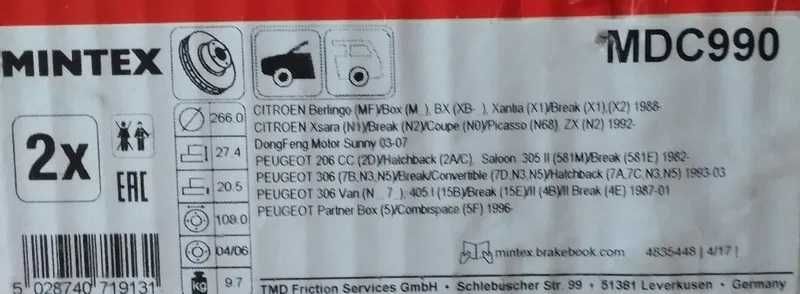 MINTEX
MDC990
2x
EAC
266.0
27.4
20.5
108.0
04/06
kg 9.7
CITROEN Berlingo (MF)/Box (M_), BX (XB-_), Xantia (X1)/Break (X1),(X2) 1988-
CITROEN Xsara (N1)/Break (N2)/Coupe (N0)/Picasso (N68), ZX (N2) 1992-
DongFeng Motor Sunny 03-07
PEUGEOT 206 CC (2D)/Hatchback (2A/C), Saloon, 305 II (581M)/Break (581E) 1982-
PEUGEOT 306 (7B,N3,N5)/Break/Convertible (7D,N3,N5)/Hatchback (7A,7C,N3,N5) 1993-03
PEUGEOT 306 Van (N_ 7_), 405 I (15B)/Break (15E)/II (4B)/II Break (4E) 1987-01
PEUGEOT Partner Box (5)/Combispace (5F) 1996-
mintex.brakebook.com 4835448 | 4/17 |
5 028740 719131
TMD Friction Services GmbH • Schlebuscher Str. 99 • 51381 Leverkusen • Germany